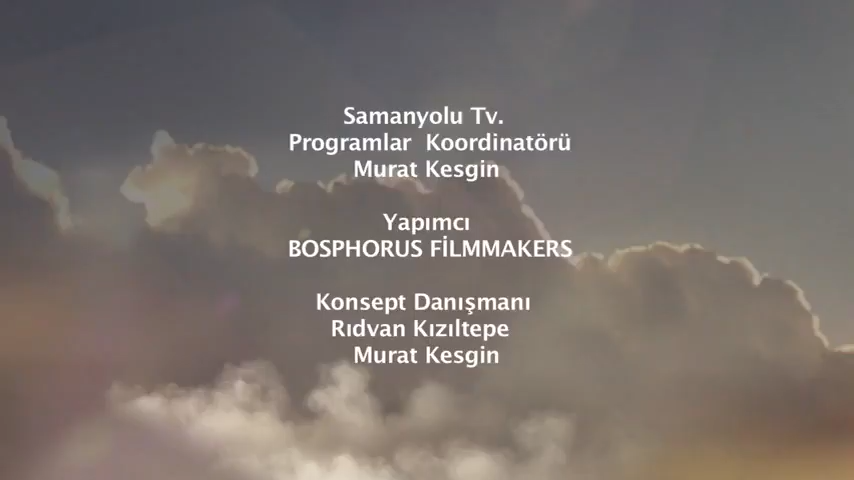 Samanyolu Tv.
Programlar Koordinatörü
Murat Kesgin
Yapımcı
BOSPHORUS FİLMMAKERS
Konsept Danışmanı
Rıdvan Kızıltepe
Murat Kesgin